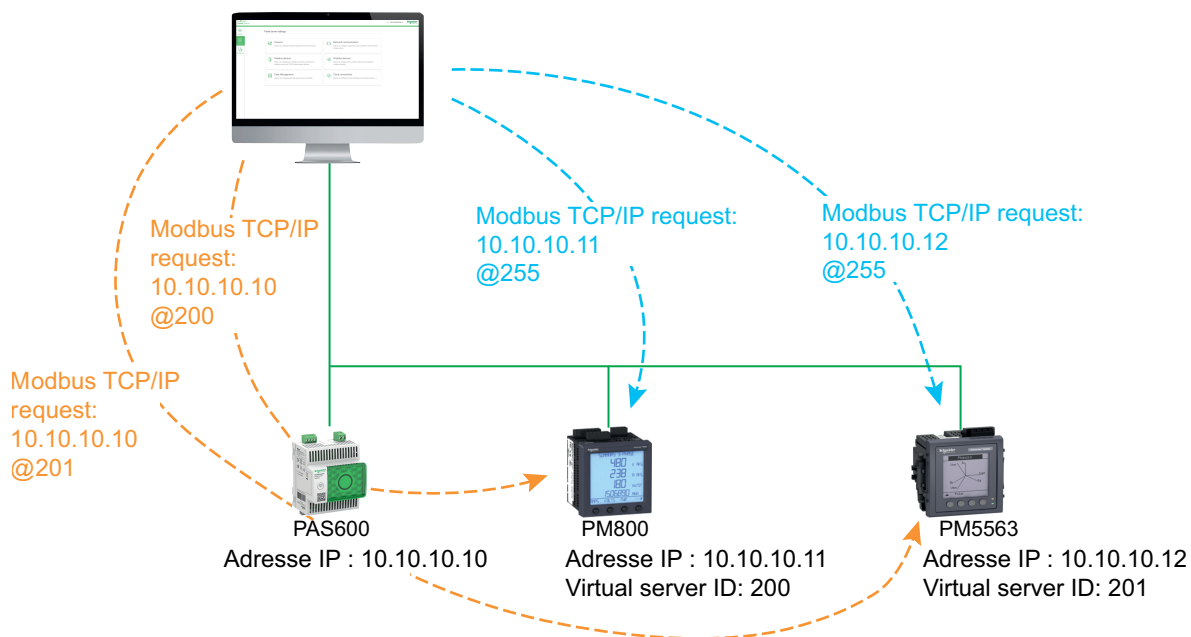 Modbus TCP/IP
request:
10.10.10.10
@200
Modbus TCP/IP request:
10.10.10.11
@255
Modbus TCP/IP request:
10.10.10.12
@255
Modbus TCP/IP
request:
10.10.10.10
@201
480
238
180
PAS600
Adresse IP : 10.10.10.10
PM800
Adresse IP : 10.10.10.11
Virtual server ID: 200
PM5563
Adresse IP : 10.10.10.12
Virtual server ID: 201